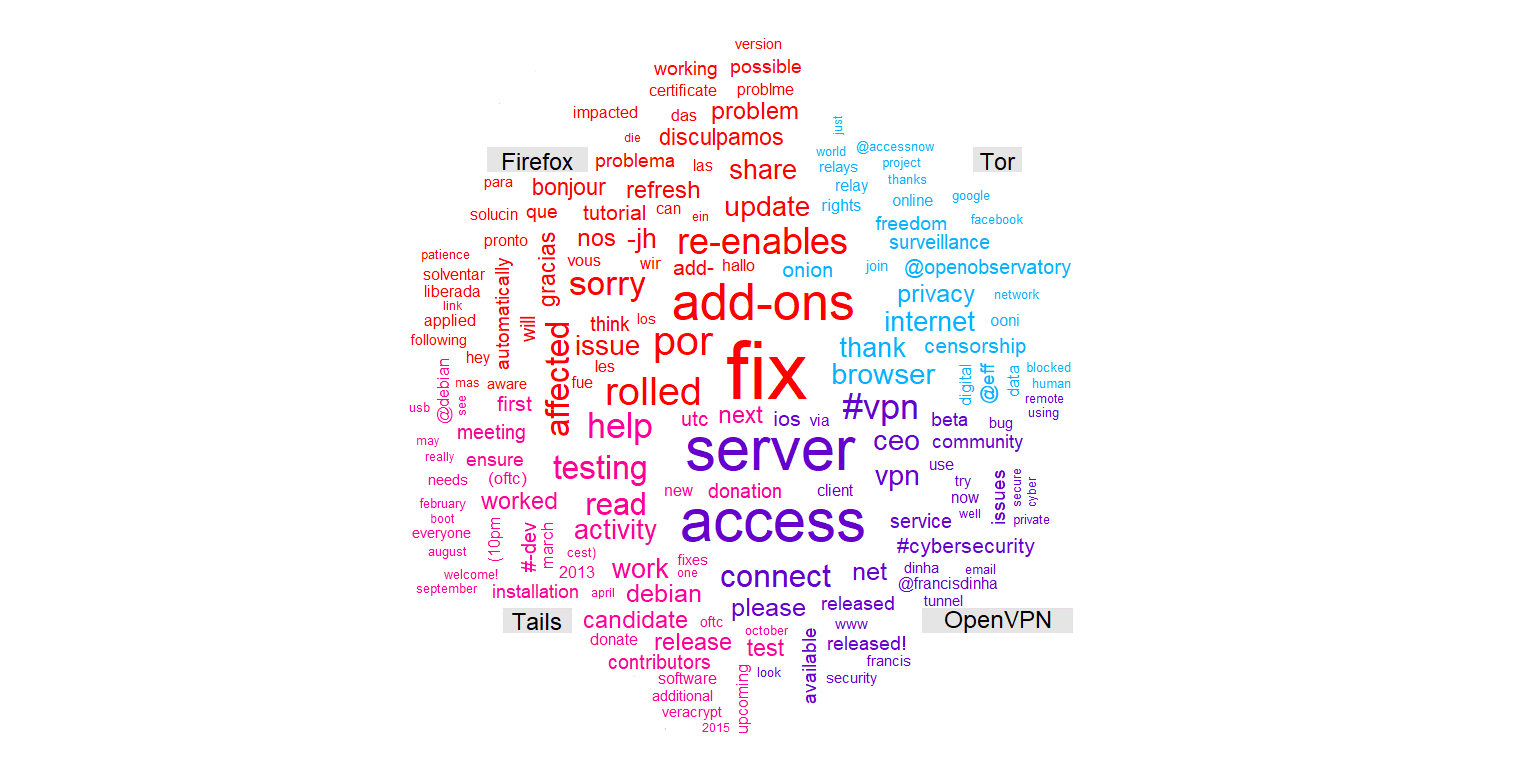 version
working possible
certificate problme
impacted das problem
just
die disculpamos
world @accessnow
Firefox problema las share relays project Tor
para bonjour refresh relay thanks
solucin que tutorial can ein update rights online google
freedom facebook
pronto nos -jh re-enables surveillance
patience gracias vous wir add- hallo onion join @openobservatory
solventar automatically sorry
liberada add-ons privacy network
link
applied will think los internet ooni
following affected issue por thank censorship
hey les fix
@debian mas aware fue rolled browser digital @eff data blocked
human
usb see first #vpn remote
using
may meeting help utc next ios via beta bug
really ensure server ceo community
needs (oftc) testing vpn use
try
february worked read new donation client now issues secure cyber
boot well private
everyone (10pm #-dev march activity access service
august cest) #cybersecurity
welcome! 2013 work fixes one connect net dinha email
september installation april debian @francisdinha
please released tunnel
Tails candidate oftc OpenVPN
donate release october www
test available released!
contributors francis
software look security
additional upcoming
veracrypt
2015